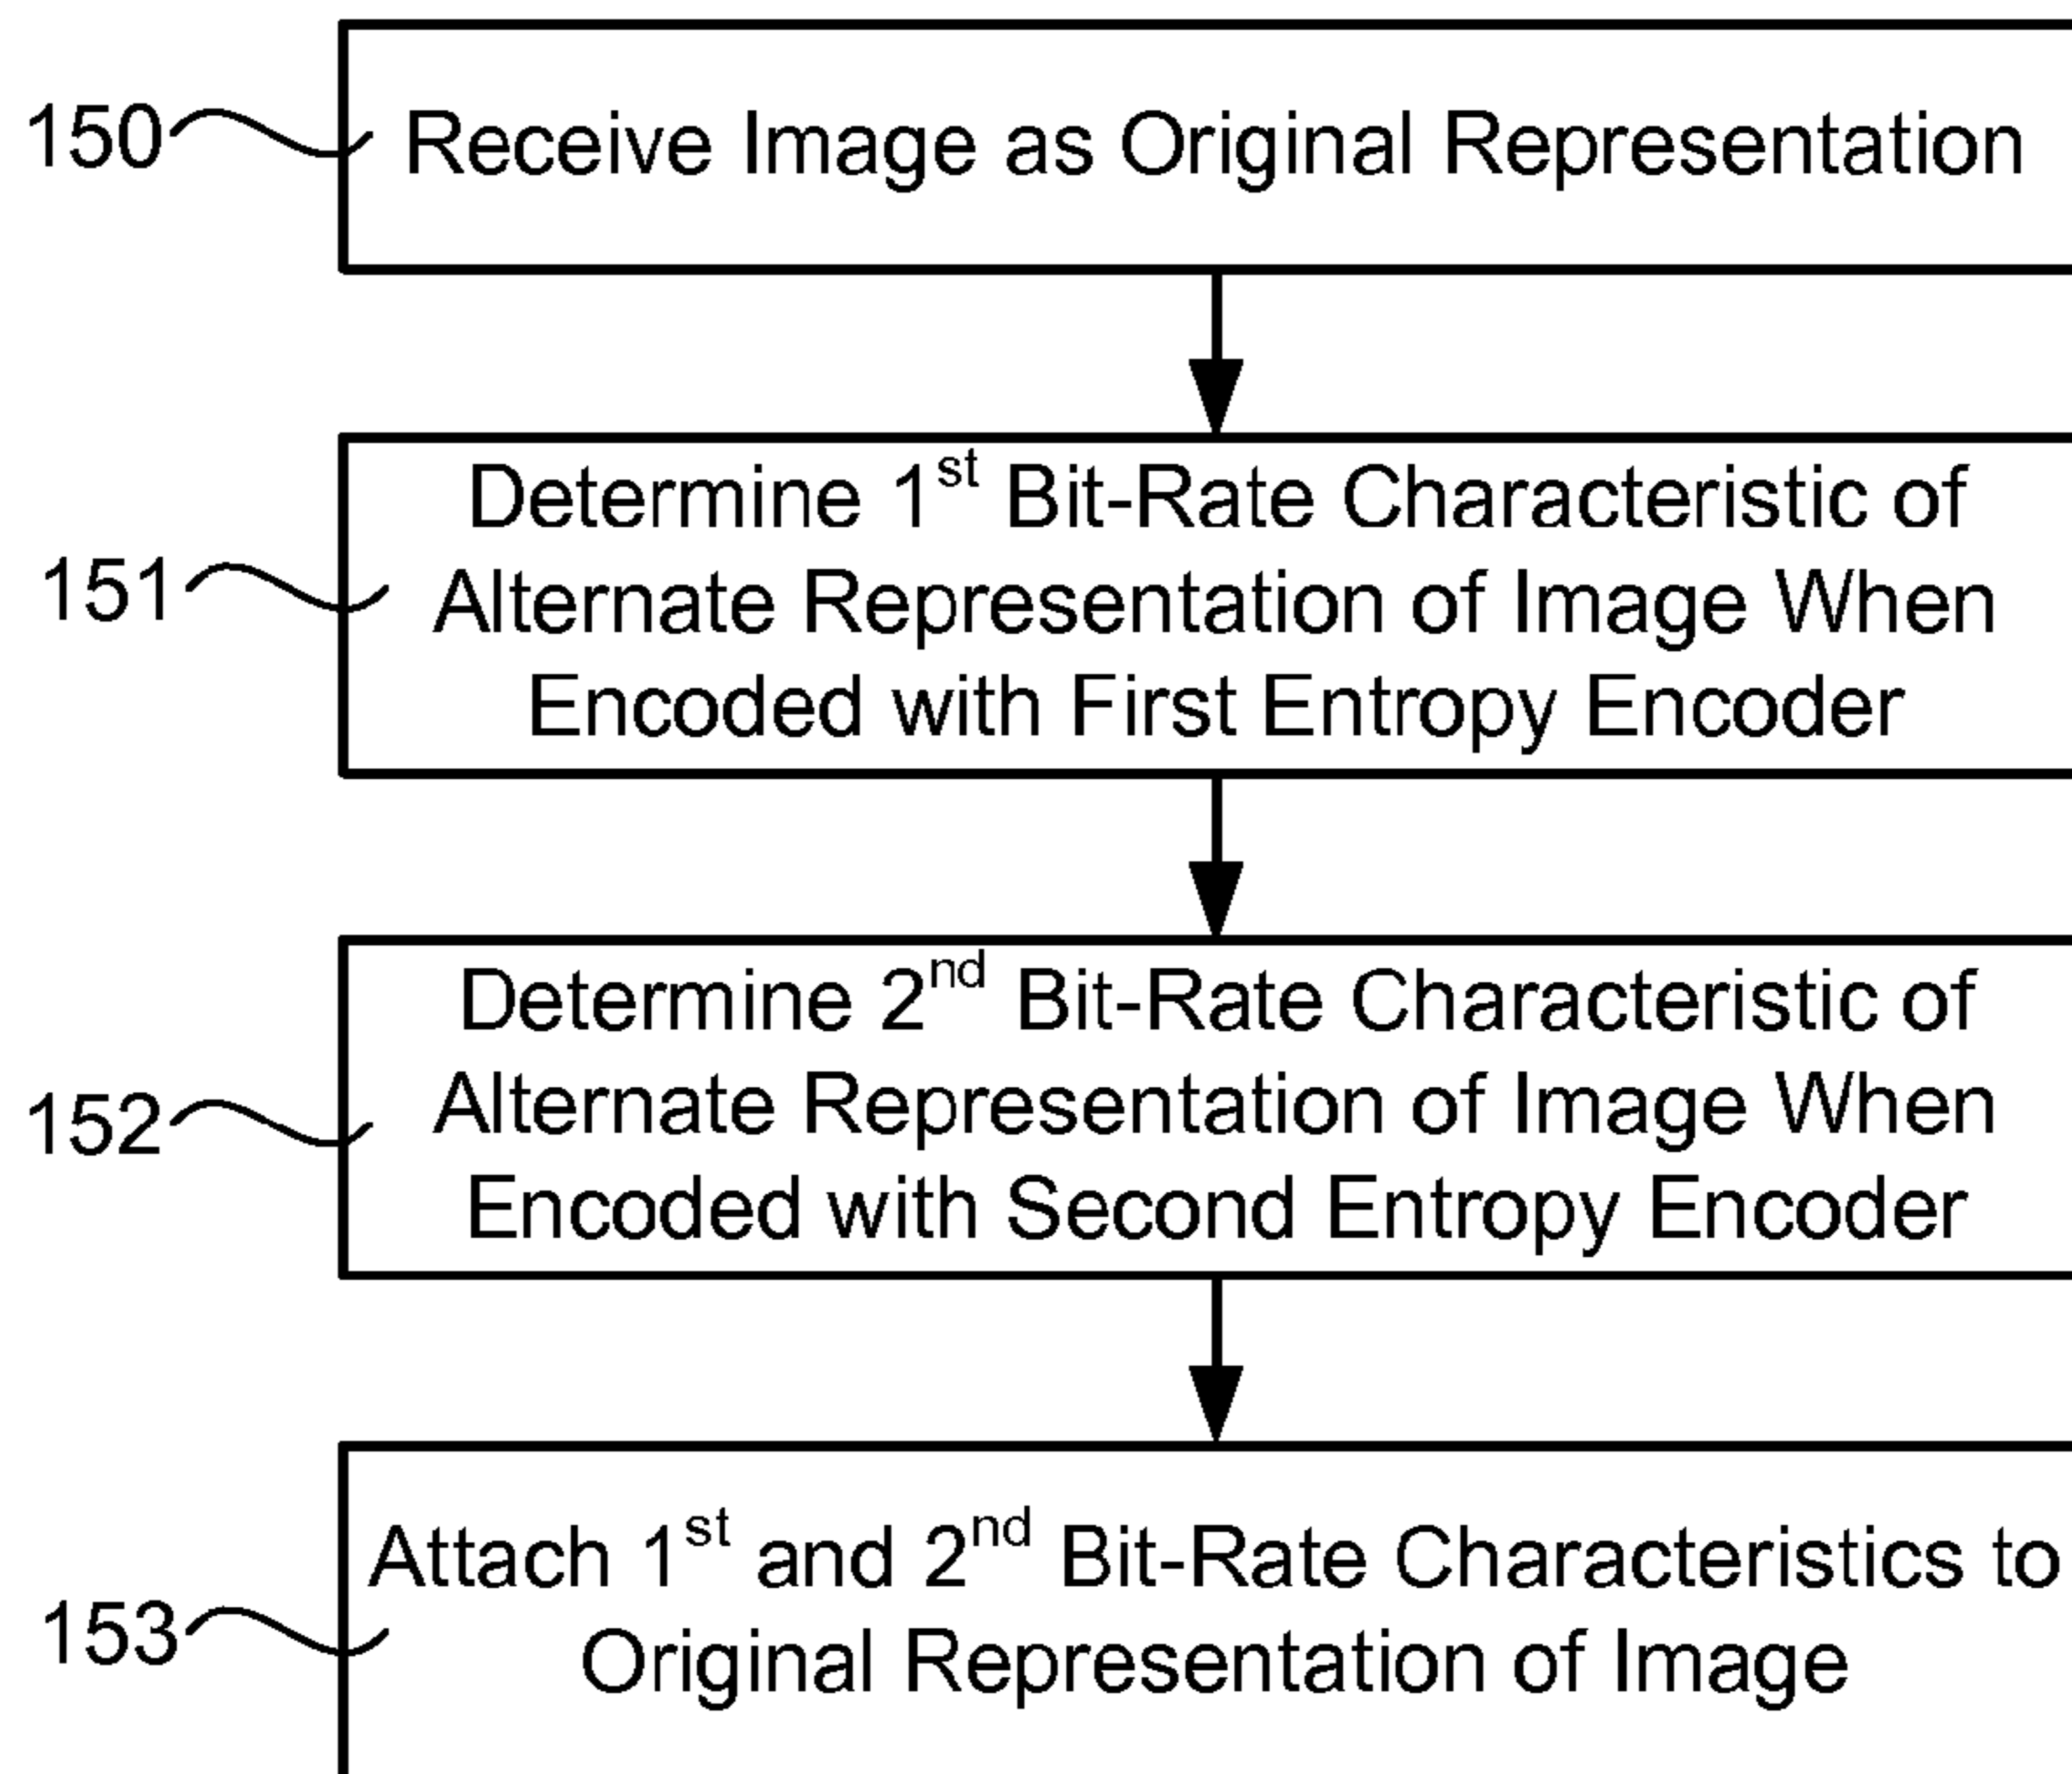 150
Receive Image as Original Representation
151
Determine 1st Bit-Rate Characteristic of
Alternate Representation of Image When
Encoded with First Entropy Encoder
152
Determine 2nd Bit-Rate Characteristic of
Alternate Representation of Image When
Encoded with Second Entropy Encoder
153
Attach 1st and 2nd Bit-Rate Characteristics to
Original Representation of Image